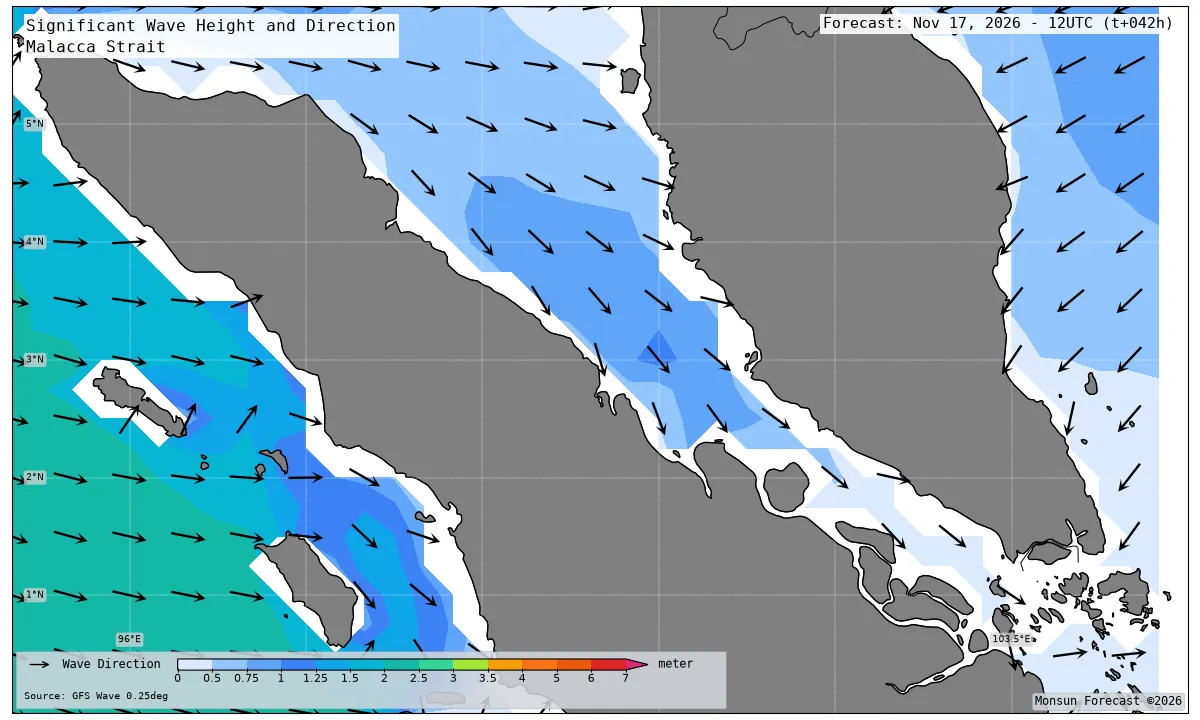 Significant Wave Height and Direction
Malacca Strait
Forecast: Nov 17, 2026 - 12UTC (t+042h)
5°N
4°N
3°N
2°N
1°N
96°E
103.5°E
Wave Direction
meter
0 0.5 0.75 1 1.25 1.5 2 2.5 3 3.5 4 5 6 7
Source: GFS Wave 0.25deg
Monsun Forecast ©2026